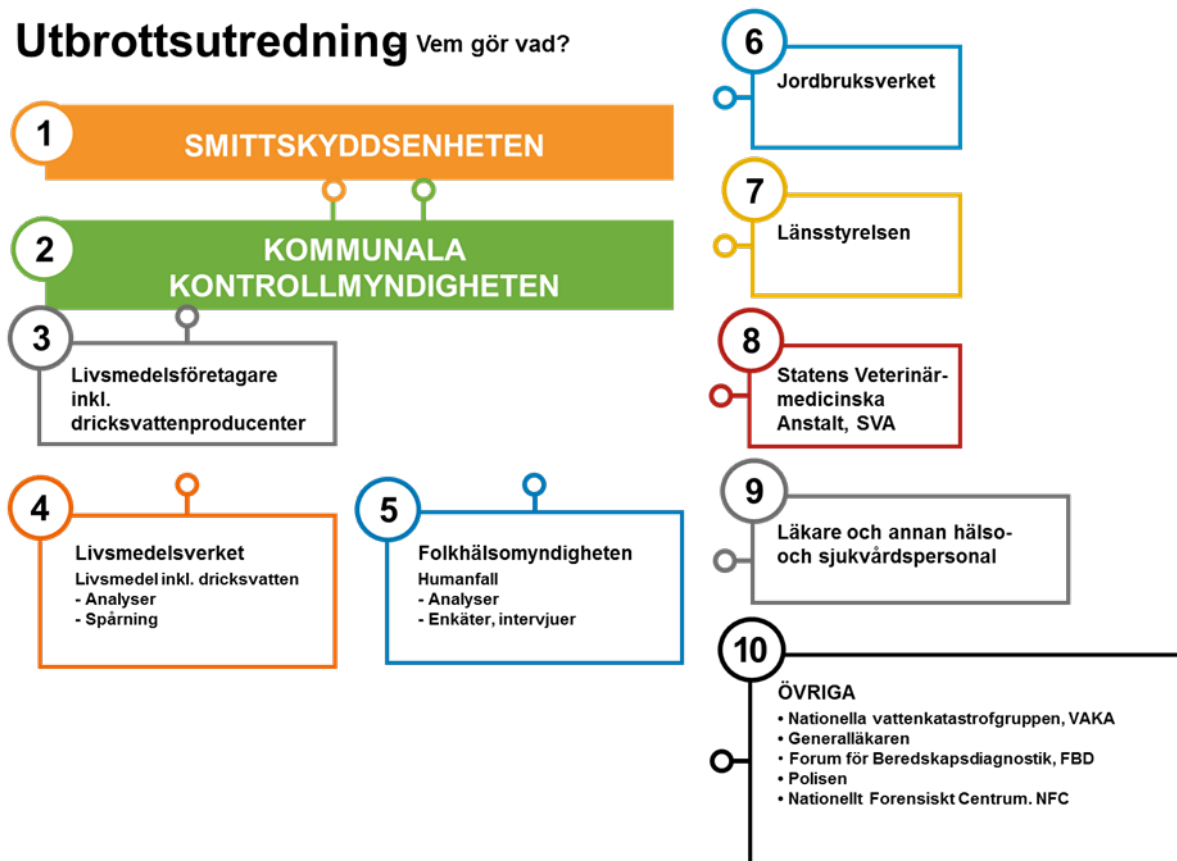 Utbrottsutredning Vem gör vad?
1
SMITTSKYDDSENHETEN
2
KOMMUNALA
KONTROLLMYNDIGHETEN
3
Livsmedelsföretagare
inkl.
dricksvattenproducenter
4
Livsmedelsverket
Livsmedel inkl. dricksvatten
- Analyser
- Spårning
5
Folkhälsomyndigheten
Humanfall
- Analyser
- Enkäter, intervjuer
6
Jordbruksverket
7
Länsstyrelsen
8
Statens Veterinär-
medicinska
Anstalt, SVA
9
Läkare och annan hälso-
och sjukvårdspersonal
10
ÖVRIGA
• Nationella vattenkatastrofgruppen, VAKA
• Generalläkaren
• Forum för Beredskapsdiagnostik, FBD
• Polisen
• Nationellt Forensiskt Centrum. NFC